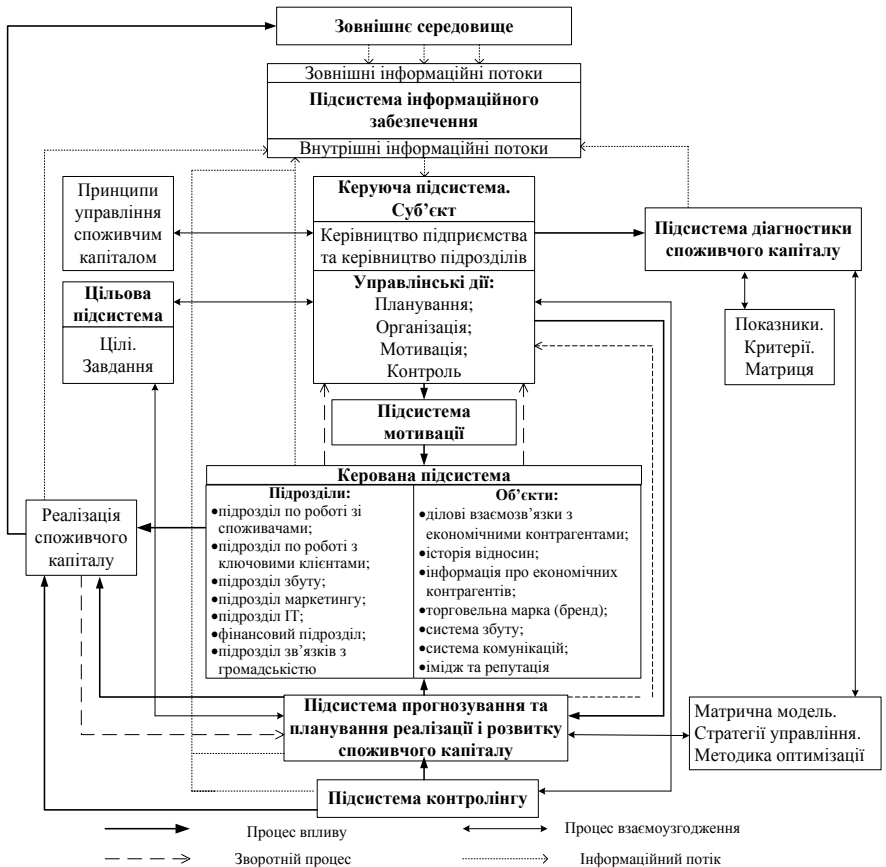 Зовнішнє середовище
Зовнішні інформаційні потоки
Підсистема інформаційного
забезпечення
Внутрішні інформаційні потоки
Принципи
управління
споживчим
капіталом
Керуюча підсистема.
Суб’єкт
Керівництво підприємства
та керівництво підрозділів
Управлінські дії:
Планування;
Організація;
Мотивація;
Контроль
Підсистема діагностики
споживчого капіталу
Цільова
підсистема
Цілі.
Завдання
Показники.
Критерії.
Матриця
Підсистема
мотивації
Керована підсистема
Підрозділи:
•підрозділ по роботі зі
споживачами;
•підрозділ по роботі з
ключовими клієнтами;
•підрозділ збуту;
•підрозділ маркетингу;
•підрозділ ІТ;
•фінансовий підрозділ;
•підрозділ зв’язків з
громадськістю
Об’єкти:
•ділові взаємозв’язки з
економічними контрагентами;
•історія відносин;
•інформація про економічних
контрагентів;
•торговельна марка (бренд);
•система збуту;
•система комунікацій;
•імідж та репутація
Реалізація
споживчого
капіталу
Підсистема прогнозування та
планування реалізації і розвитку
споживчого капіталу
Матрична модель.
Стратегії управління.
Методика оптимізації
Підсистема контролінгу
Процес впливу
Процес взаємоузгодження
Зворотній процес
Інформаційний потік